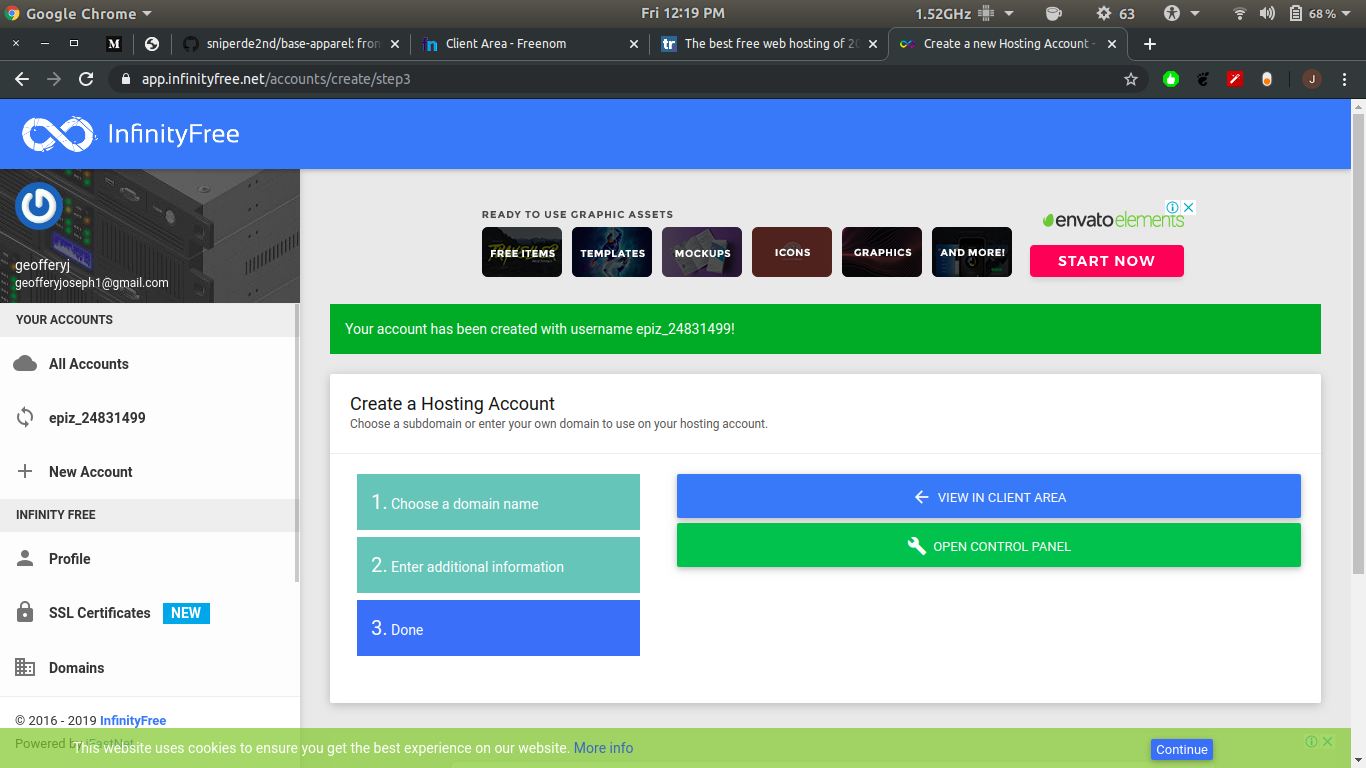 Google Chrome
Fri 12:19 PM
1.52GHz
63
68 %
sniperde2nd/base-apparel: fron
Client Area - Freenom
The best free web hosting of 20
Create a new Hosting Account -
app.infinityfree.net/accounts/create/step3
J
InfinityFree
geofferyj
geofferyjoseph1@gmail.com
YOUR ACCOUNTS
All Accounts
epiz_24831499
New Account
INFINITY FREE
Profile
SSL Certificates NEW
Domains
© 2016 - 2019 InfinityFree
Powered by iFastNet
READY TO USE GRAPHIC ASSETS
FREE ITEMS
TEMPLATES
MOCKUPS
ICONS
GRAPHICS
AND MORE!
envato elements
START NOW
Your account has been created with username epiz_24831499!
Create a Hosting Account
Choose a subdomain or enter your own domain to use on your hosting account.
1. Choose a domain name
2. Enter additional information
3. Done
VIEW IN CLIENT AREA
OPEN CONTROL PANEL
This website uses cookies to ensure you get the best experience on our website. More info
Continue